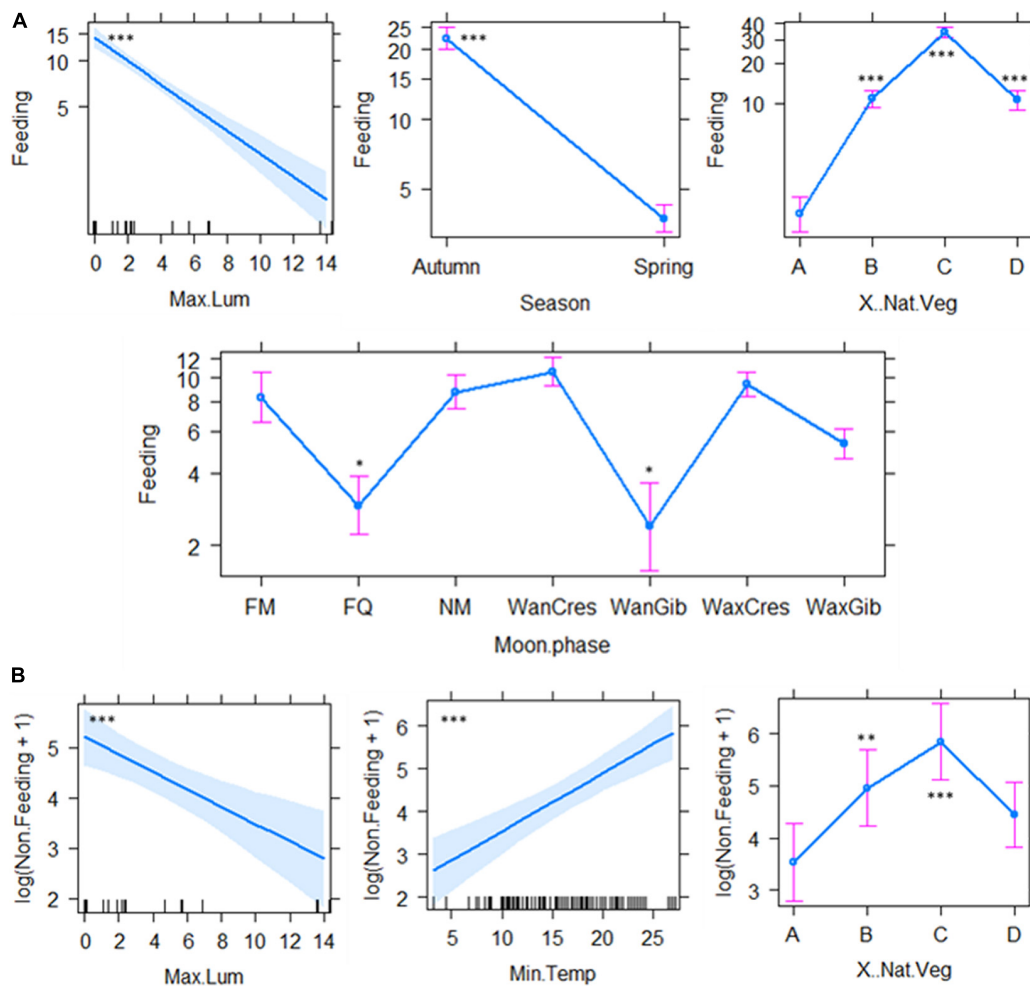 A
Feeding
15
10
5
***
0 2 4 6 8 10 12 14
Max.Lum
Feeding
25
20
15
10
5
***
Autumn Spring
Season
Feeding
40
30
20
10
*** *** ***
A B C D
X..Nat.Veg
Feeding
12
10
8
6
4
2
* *
FM FQ NM WanCres WanGib WaxCres WaxGib
Moon.phase
B
log(Non.Feeding + 1)
5
4
3
2
***
0 2 4 6 8 10 12 14
Max.Lum
log(Non.Feeding + 1)
6
5
4
3
2
***
5 10 15 20 25
Min.Temp
log(Non.Feeding + 1)
6
5
4
3
** ***
A B C D
X..Nat.Veg